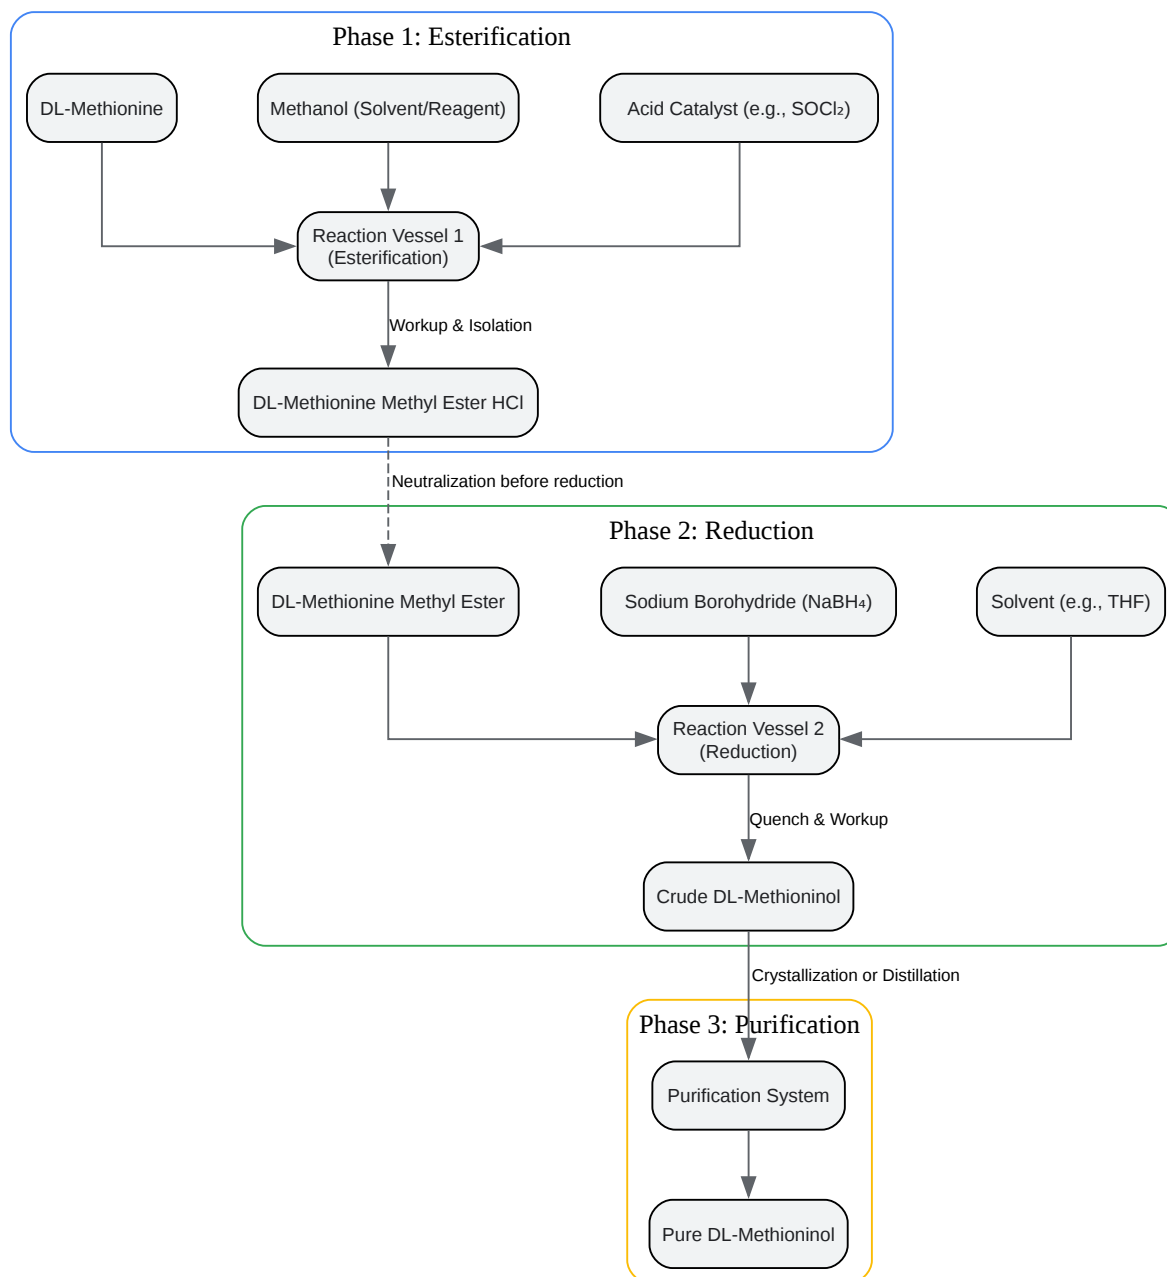 Phase 1: Esterification
DL-Methionine
Methanol (Solvent/Reagent)
Acid Catalyst (e.g., SOCl₂)
Reaction Vessel 1
(Esterification)
Workup & Isolation
DL-Methionine Methyl Ester HCl
Neutralization before reduction
Phase 2: Reduction
DL-Methionine Methyl Ester
Sodium Borohydride (NaBH₄)
Solvent (e.g., THF)
Reaction Vessel 2
(Reduction)
Quench & Workup
Crude DL-Methioninol
Crystallization or Distillation
Phase 3: Purification
Purification System
Pure DL-Methioninol